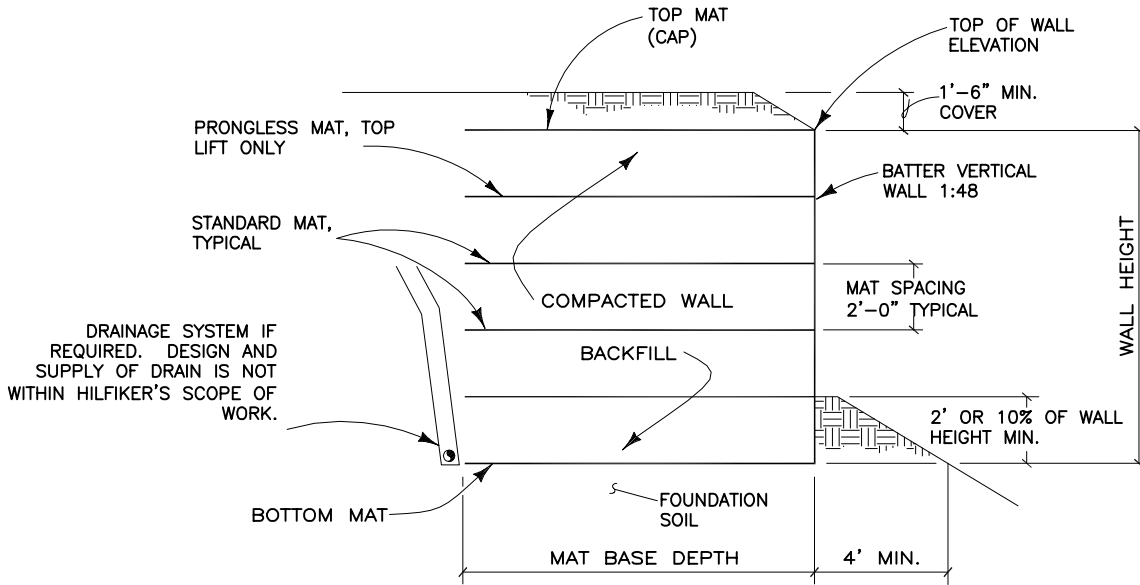 TOP MAT
(CAP)
TOP OF WALL
ELEVATION
1'-6" MIN.
COVER
PRONGLESS MAT, TOP
LIFT ONLY
BATTER VERTICAL
WALL 1:48
STANDARD MAT,
TYPICAL
COMPACTED WALL
MAT SPACING
2'-0" TYPICAL
WALL HEIGHT
DRAINAGE SYSTEM IF
REQUIRED. DESIGN AND
SUPPLY OF DRAIN IS NOT
WITHIN HILFIKER'S SCOPE OF
WORK.
BACKFILL
2' OR 10% OF WALL
HEIGHT MIN.
BOTTOM MAT
FOUNDATION
SOIL
MAT BASE DEPTH
4' MIN.